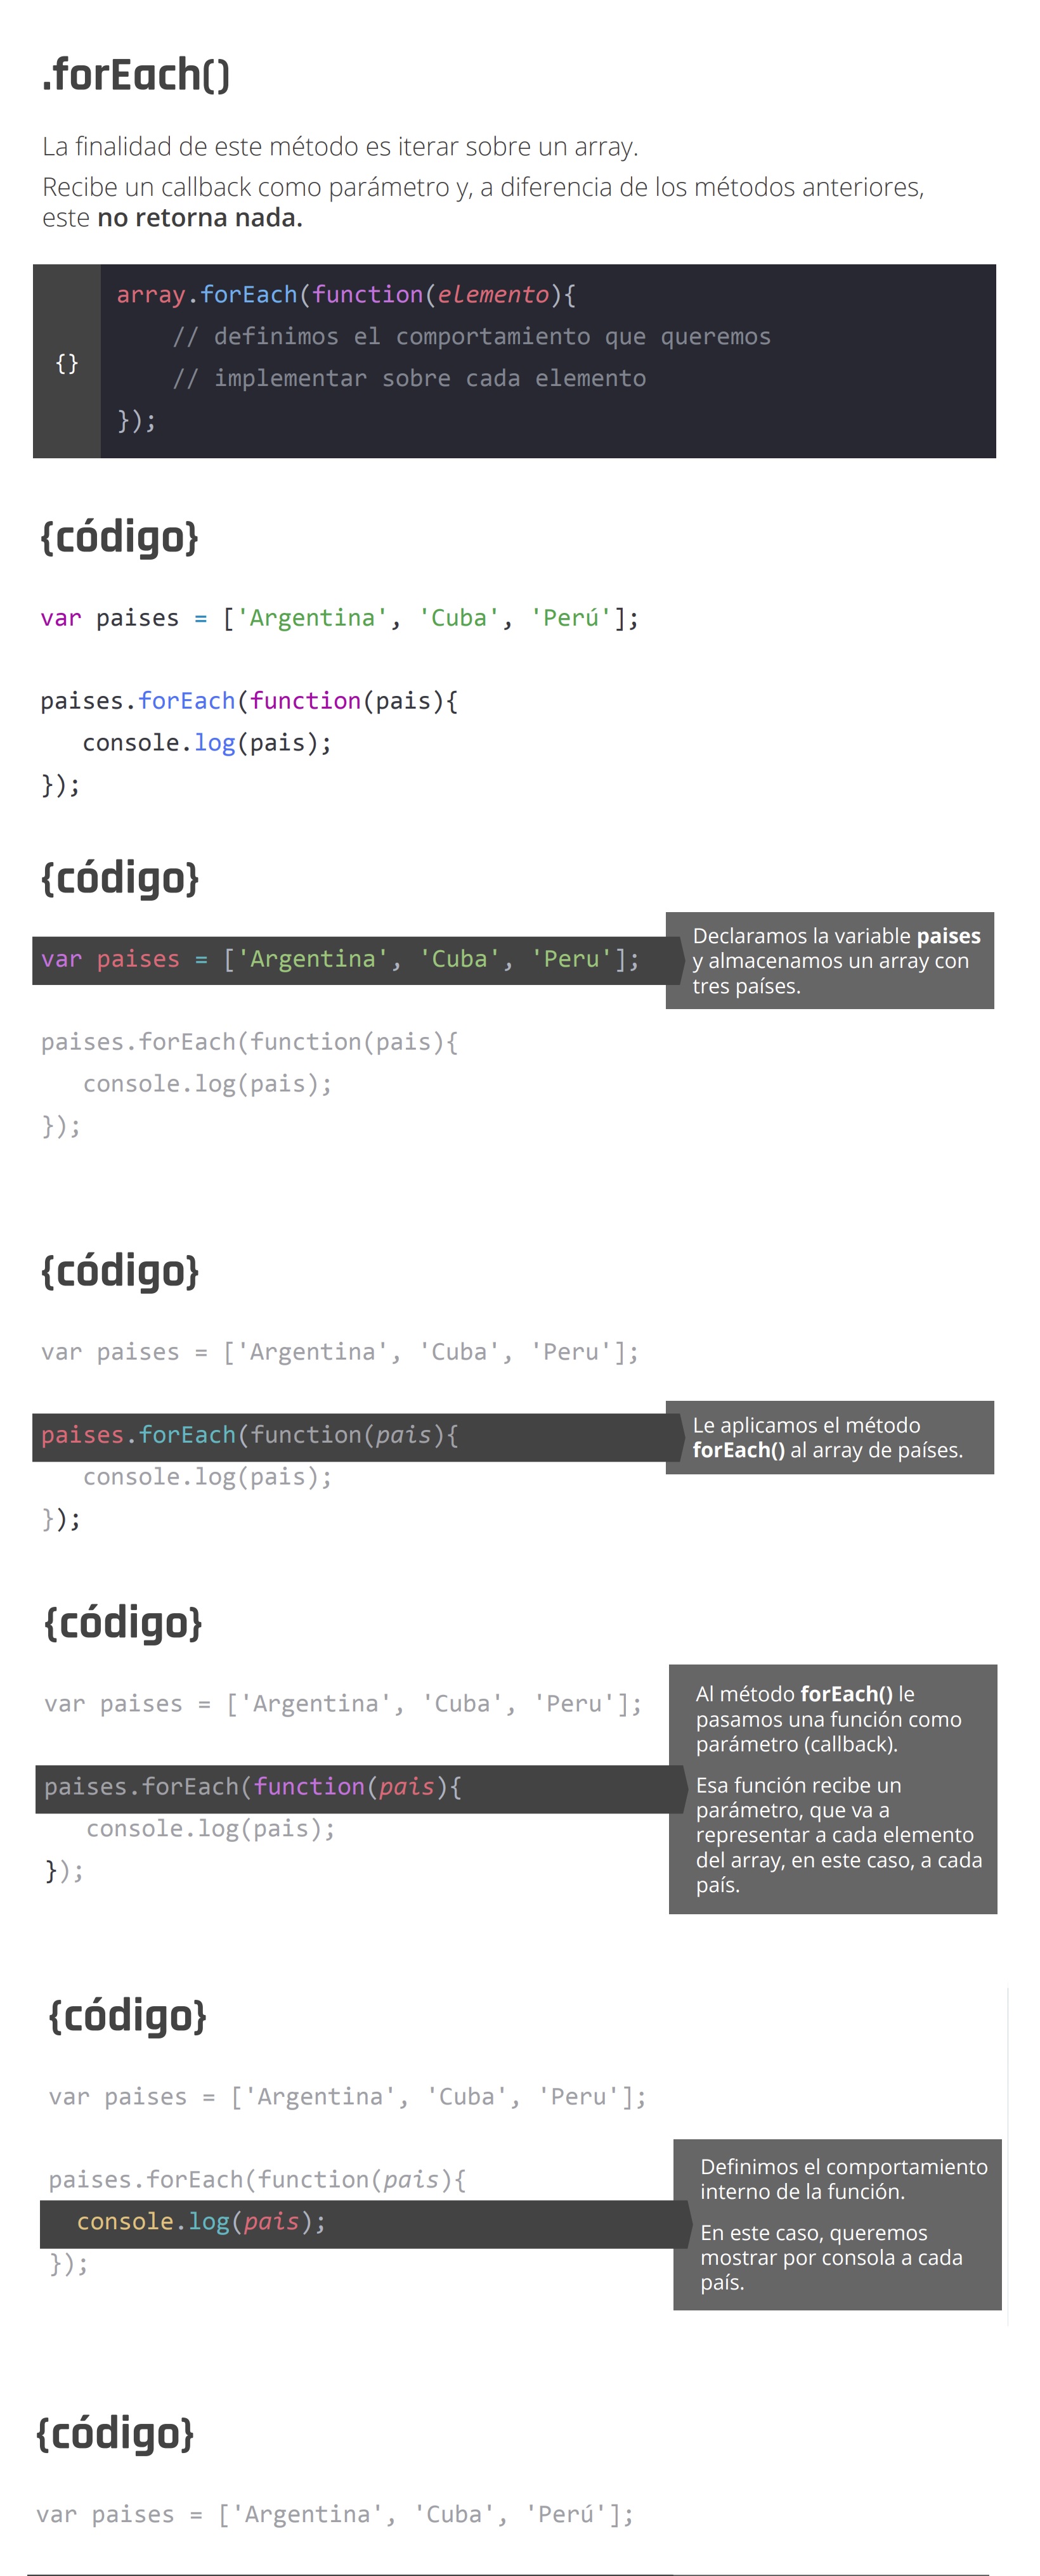 .forEach()
La finalidad de este método es iterar sobre un array.
Recibe un callback como parámetro y, a diferencia de los métodos anteriores,
este no retorna nada.
{}
array.forEach(function(elemento){
    // definimos el comportamiento que queremos
    // implementar sobre cada elemento
});
{código}
var paises = ['Argentina', 'Cuba', 'Perú'];
paises.forEach(function(pais){
   console.log(pais);
});
{código}
var paises = ['Argentina', 'Cuba', 'Peru'];
Declaramos la variable paises
y almacenamos un array con
tres países.
paises.forEach(function(pais){
   console.log(pais);
});
{código}
var paises = ['Argentina', 'Cuba', 'Peru'];
paises.forEach(function(pais){
   console.log(pais);
});
Le aplicamos el método
forEach() al array de países.
{código}
var paises = ['Argentina', 'Cuba', 'Peru'];
paises.forEach(function(pais){
   console.log(pais);
});
Al método forEach() le
pasamos una función como
parámetro (callback).
Esa función recibe un
parámetro, que va a
representar a cada elemento
del array, en este caso, a cada
país.
{código}
var paises = ['Argentina', 'Cuba', 'Peru'];
paises.forEach(function(pais){
  console.log(pais);
});
Definimos el comportamiento
interno de la función.
En este caso, queremos
mostrar por consola a cada
país.
{código}
var paises = ['Argentina', 'Cuba', 'Perú'];